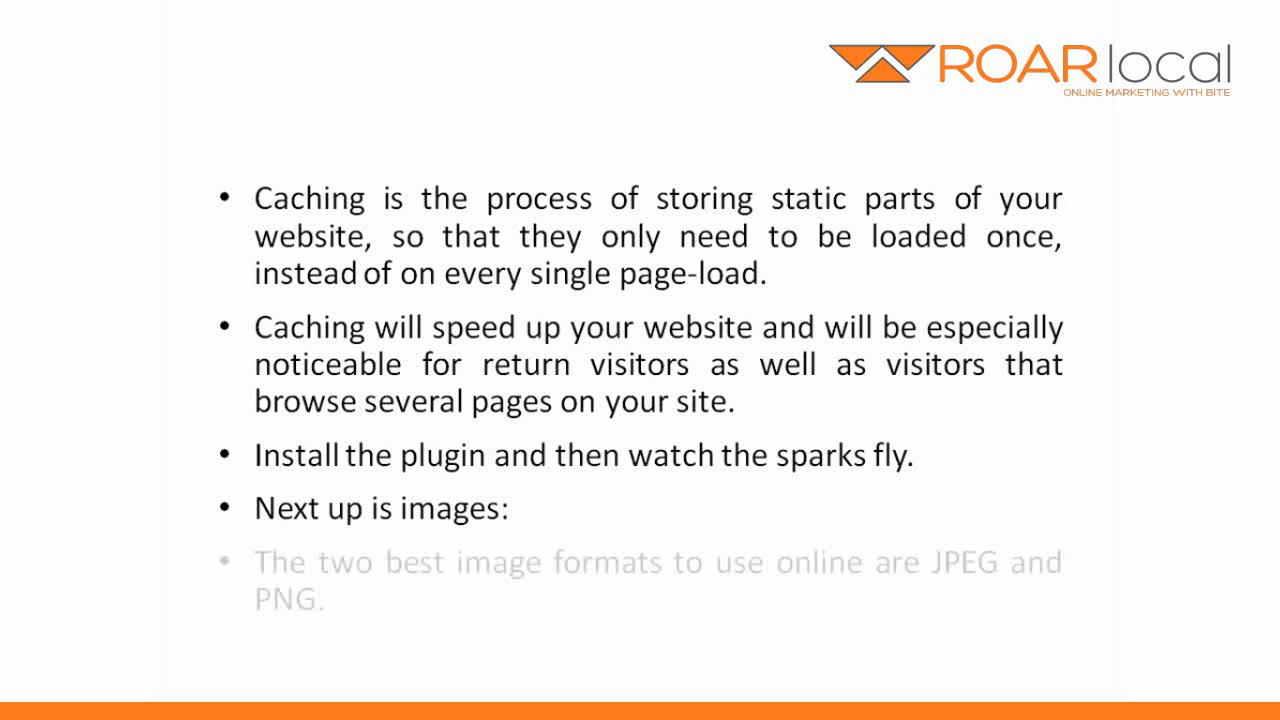 ROAR local
ONLINE MARKETING WITH BITE
• Caching is the process of storing static parts of your
website, so that they only need to be loaded once,
instead of on every single page-load.
• Caching will speed up your website and will be especially
noticeable for return visitors as well as visitors that
browse several pages on your site.
• Install the plugin and then watch the sparks fly.
• Next up is images:
• The two best image formats to use online are JPEG and
PNG.